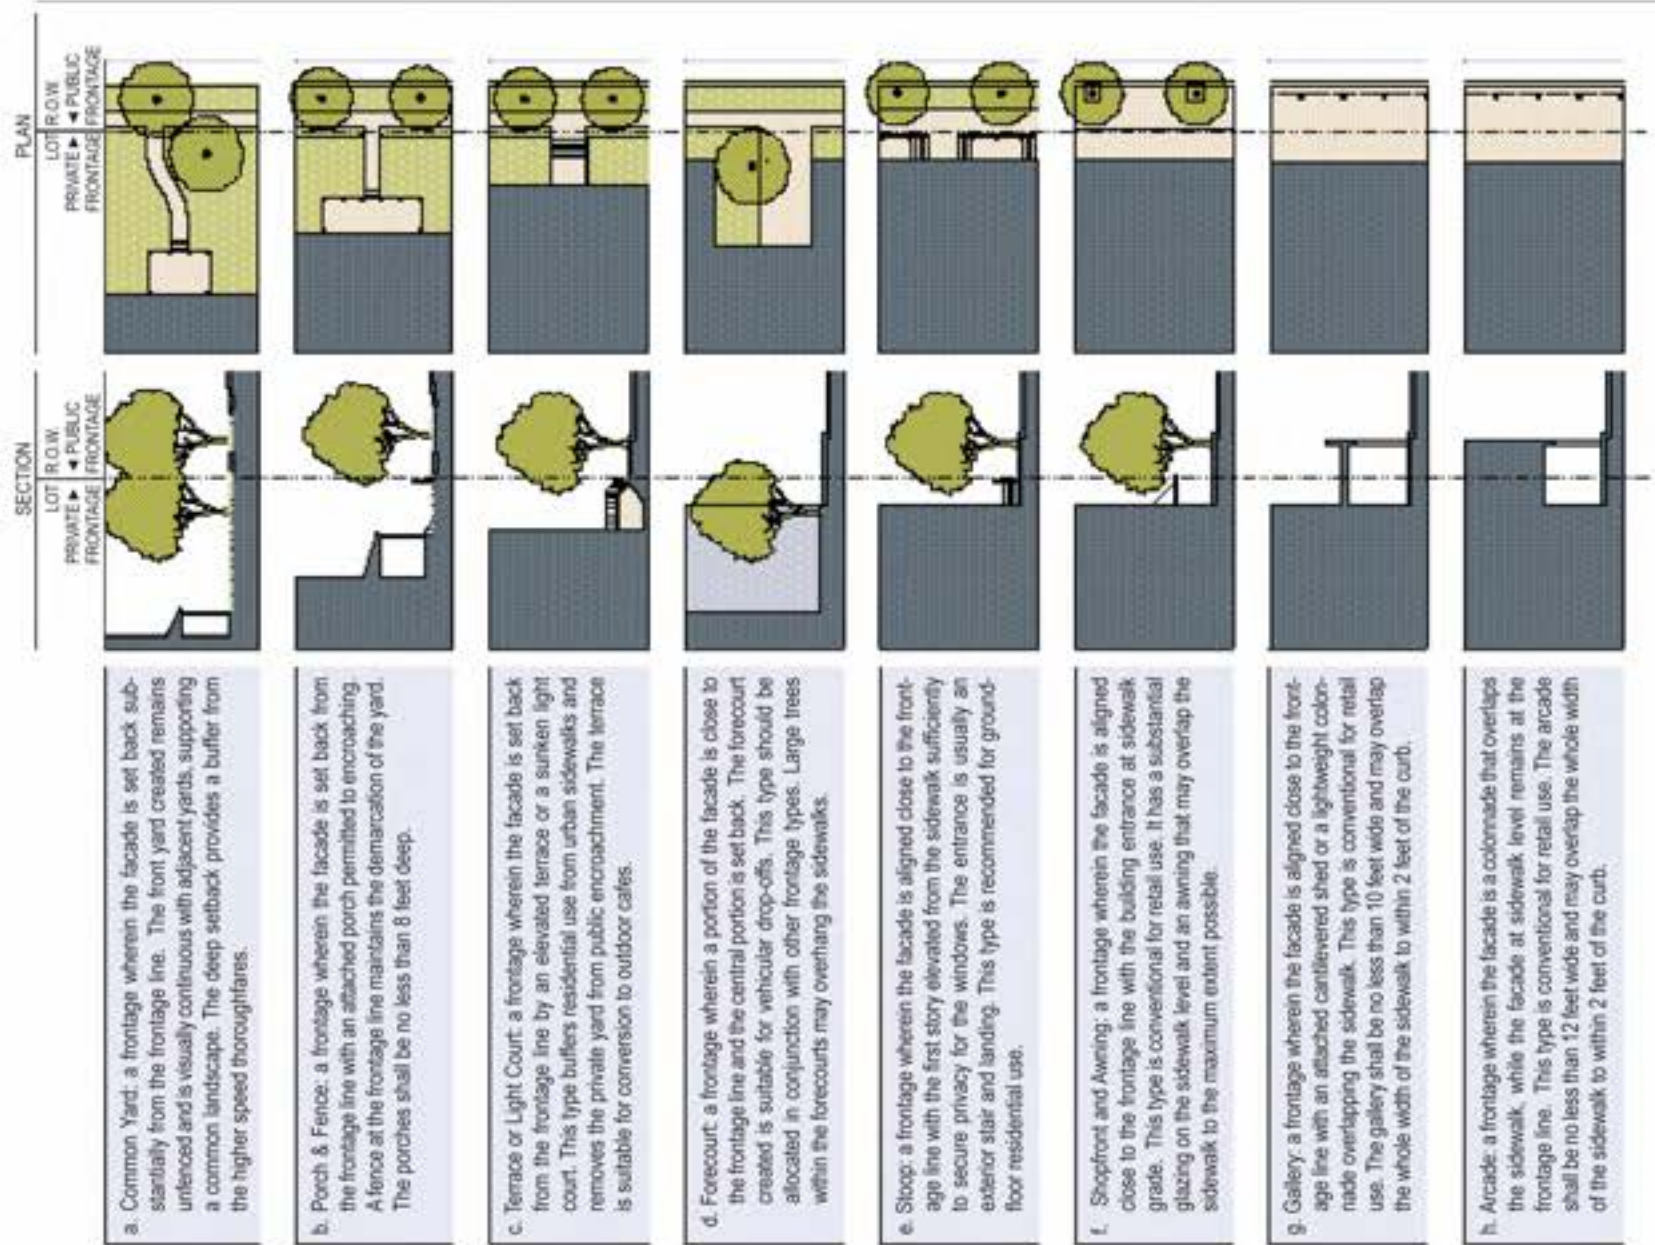 SECTION
PLAN
LOT R.O.W.
PRIVATE ► ◄ PUBLIC
FRONTAGE FRONTAGE
LOT R.O.W.
PRIVATE ► ◄ PUBLIC
FRONTAGE FRONTAGE
a. Common Yard: a frontage wherein the facade is set back sub-
stantially from the frontage line. The front yard created remains
unfenced and is visually continuous with adjacent yards, supporting
a common landscape. The deep setback provides a buffer from
the higher speed thoroughfares.
b. Porch & Fence: a frontage wherein the facade is set back from
the frontage line with an attached porch permitted to encroaching.
A fence at the frontage line maintains the demarcation of the yard.
The porches shall be no less than 8 feet deep.
c. Terrace or Light Court: a frontage wherein the facade is set back
from the frontage line by an elevated terrace or a sunken light
court. This type buffers residential use from urban sidewalks and
removes the private yard from public encroachment. The terrace
is suitable for conversion to outdoor cafes.
d. Forecourt: a frontage wherein a portion of the facade is close to
the frontage line and the central portion is set back. The forecourt
created is suitable for vehicular drop-offs. This type should be
allocated in conjunction with other frontage types. Large trees
within the forecourts may overhang the sidewalks.
e. Stoop: a frontage wherein the facade is aligned close to the front-
age line with the first story elevated from the sidewalk sufficiently
to secure privacy for the windows. The entrance is usually an
exterior stair and landing. This type is recommended for ground-
floor residential use.
f. Shopfront and Awning: a frontage wherein the facade is aligned
close to the frontage line with the building entrance at sidewalk
grade. This type is conventional for retail use. It has a substantial
glazing on the sidewalk level and an awning that may overlap the
sidewalk to the maximum extent possible.
g. Gallery: a frontage wherein the facade is aligned close to the front-
age line with an attached cantilevered shed or a lightweight colon-
nade overlapping the sidewalk. This type is conventional for retail
use. The gallery shall be no less than 10 feet wide and may overlap
the whole width of the sidewalk to within 2 feet of the curb.
h. Arcade: a frontage wherein the facade is a colonnade that overlaps
the sidewalk, while the facade at sidewalk level remains at the
frontage line. This type is conventional for retail use. The arcade
shall be no less than 12 feet wide and may overlap the whole width
of the sidewalk to within 2 feet of the curb.